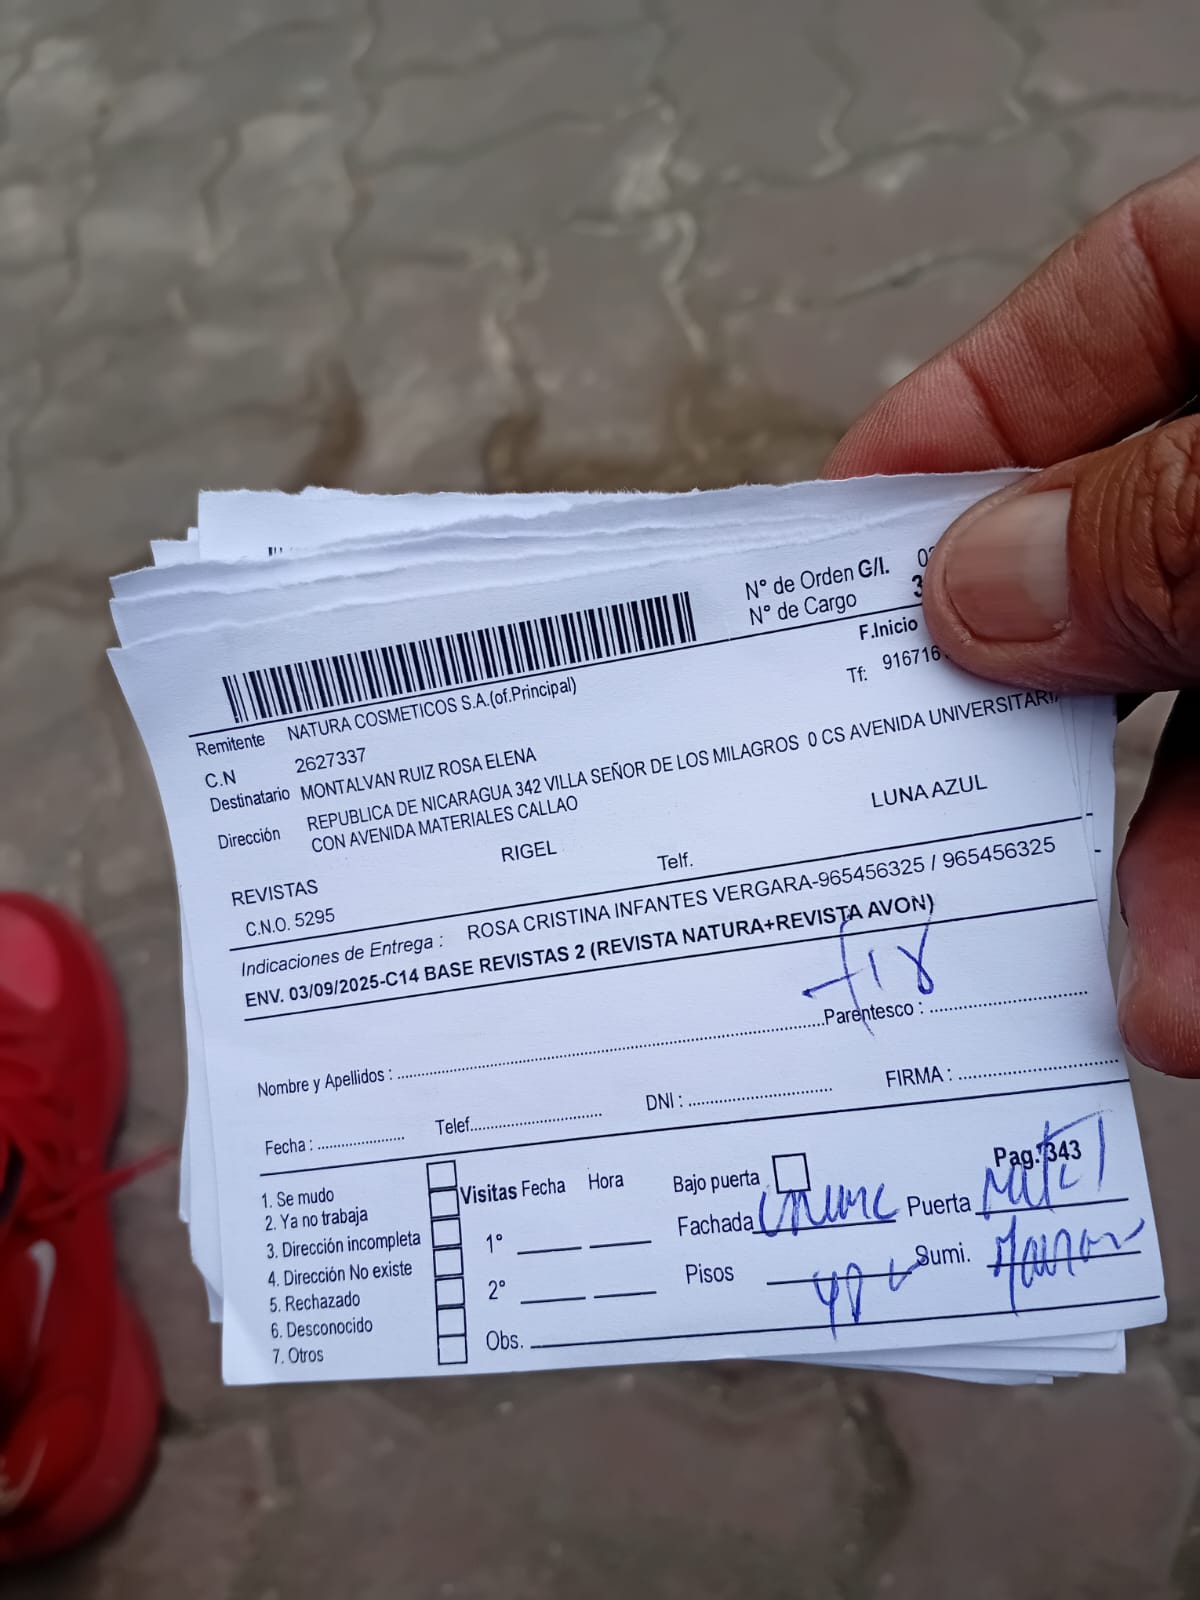 N° de Orden G/I.
N° de Cargo
F.Inicio
Tf: 916716
Remitente NATURA COSMETICOS S.A.(of.Principal)
C.N 2627337
Destinatario MONTALVAN RUIZ ROSA ELENA
Dirección REPUBLICA DE NICARAGUA 342 VILLA SEÑOR DE LOS MILAGROS 0 CS AVENIDA UNIVERSITARIA
CON AVENIDA MATERIALES CALLAO
RIGEL LUNA AZUL
REVISTAS Telf.
C.N.O. 5295
Indicaciones de Entrega : ROSA CRISTINA INFANTES VERGARA-965456325 / 965456325
ENV. 03/09/2025-C14 BASE REVISTAS 2 (REVISTA NATURA+REVISTA AVON)
Nombre y Apellidos : Parentesco :
Fecha : Telef. DNI : FIRMA :
Pag. 343
1. Se mudo
2. Ya no trabaja
3. Dirección incompleta
4. Dirección No existe
5. Rechazado
6. Desconocido
7. Otros
Visitas Fecha Hora
1°
2°
Obs.
Bajo puerta
Fachada Puerta
Pisos Sumi.